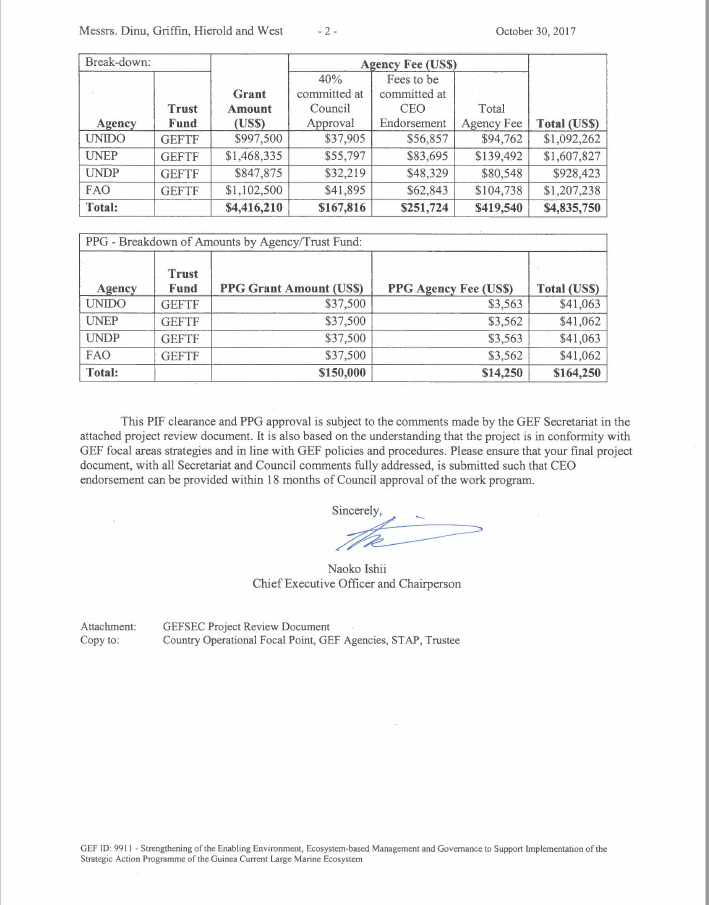 Messrs. Dinu, Griffin, Hierold and West - 2 - October 30, 2017
Break-down: Agency Fee (US$)
Agency Trust Fund Grant Amount (US$) 40% committed at Council Approval Fees to be committed at CEO Endorsement Total Agency Fee Total (US$)
UNIDO GEFTF $997,500 $37,905 $56,857 $94,762 $1,092,262
UNEP GEFTF $1,468,335 $55,797 $83,695 $139,492 $1,607,827
UNDP GEFTF $847,875 $32,219 $48,329 $80,548 $928,423
FAO GEFTF $1,102,500 $41,895 $62,843 $104,738 $1,207,238
Total: $4,416,210 $167,816 $251,724 $419,540 $4,835,750
PPG - Breakdown of Amounts by Agency/Trust Fund:
Agency Trust Fund PPG Grant Amount (US$) PPG Agency Fee (US$) Total (US$)
UNIDO GEFTF $37,500 $3,563 $41,063
UNEP GEFTF $37,500 $3,562 $41,062
UNDP GEFTF $37,500 $3,563 $41,063
FAO GEFTF $37,500 $3,562 $41,062
Total: $150,000 $14,250 $164,250
This PIF clearance and PPG approval is subject to the comments made by the GEF Secretariat in the
attached project review document. It is also based on the understanding that the project is in conformity with
GEF focal areas strategies and in line with GEF policies and procedures. Please ensure that your final project
document, with all Secretariat and Council comments fully addressed, is submitted such that CEO
endorsement can be provided within 18 months of Council approval of the work program.
Sincerely,
Naoko Ishii
Chief Executive Officer and Chairperson
Attachment: GEFSEC Project Review Document
Copy to: Country Operational Focal Point, GEF Agencies, STAP, Trustee
GEF ID: 9911 - Strengthening of the Enabling Environment, Ecosystem-based Management and Governance to Support Implementation of the
Strategic Action Programme of the Guinea Current Large Marine Ecosystem